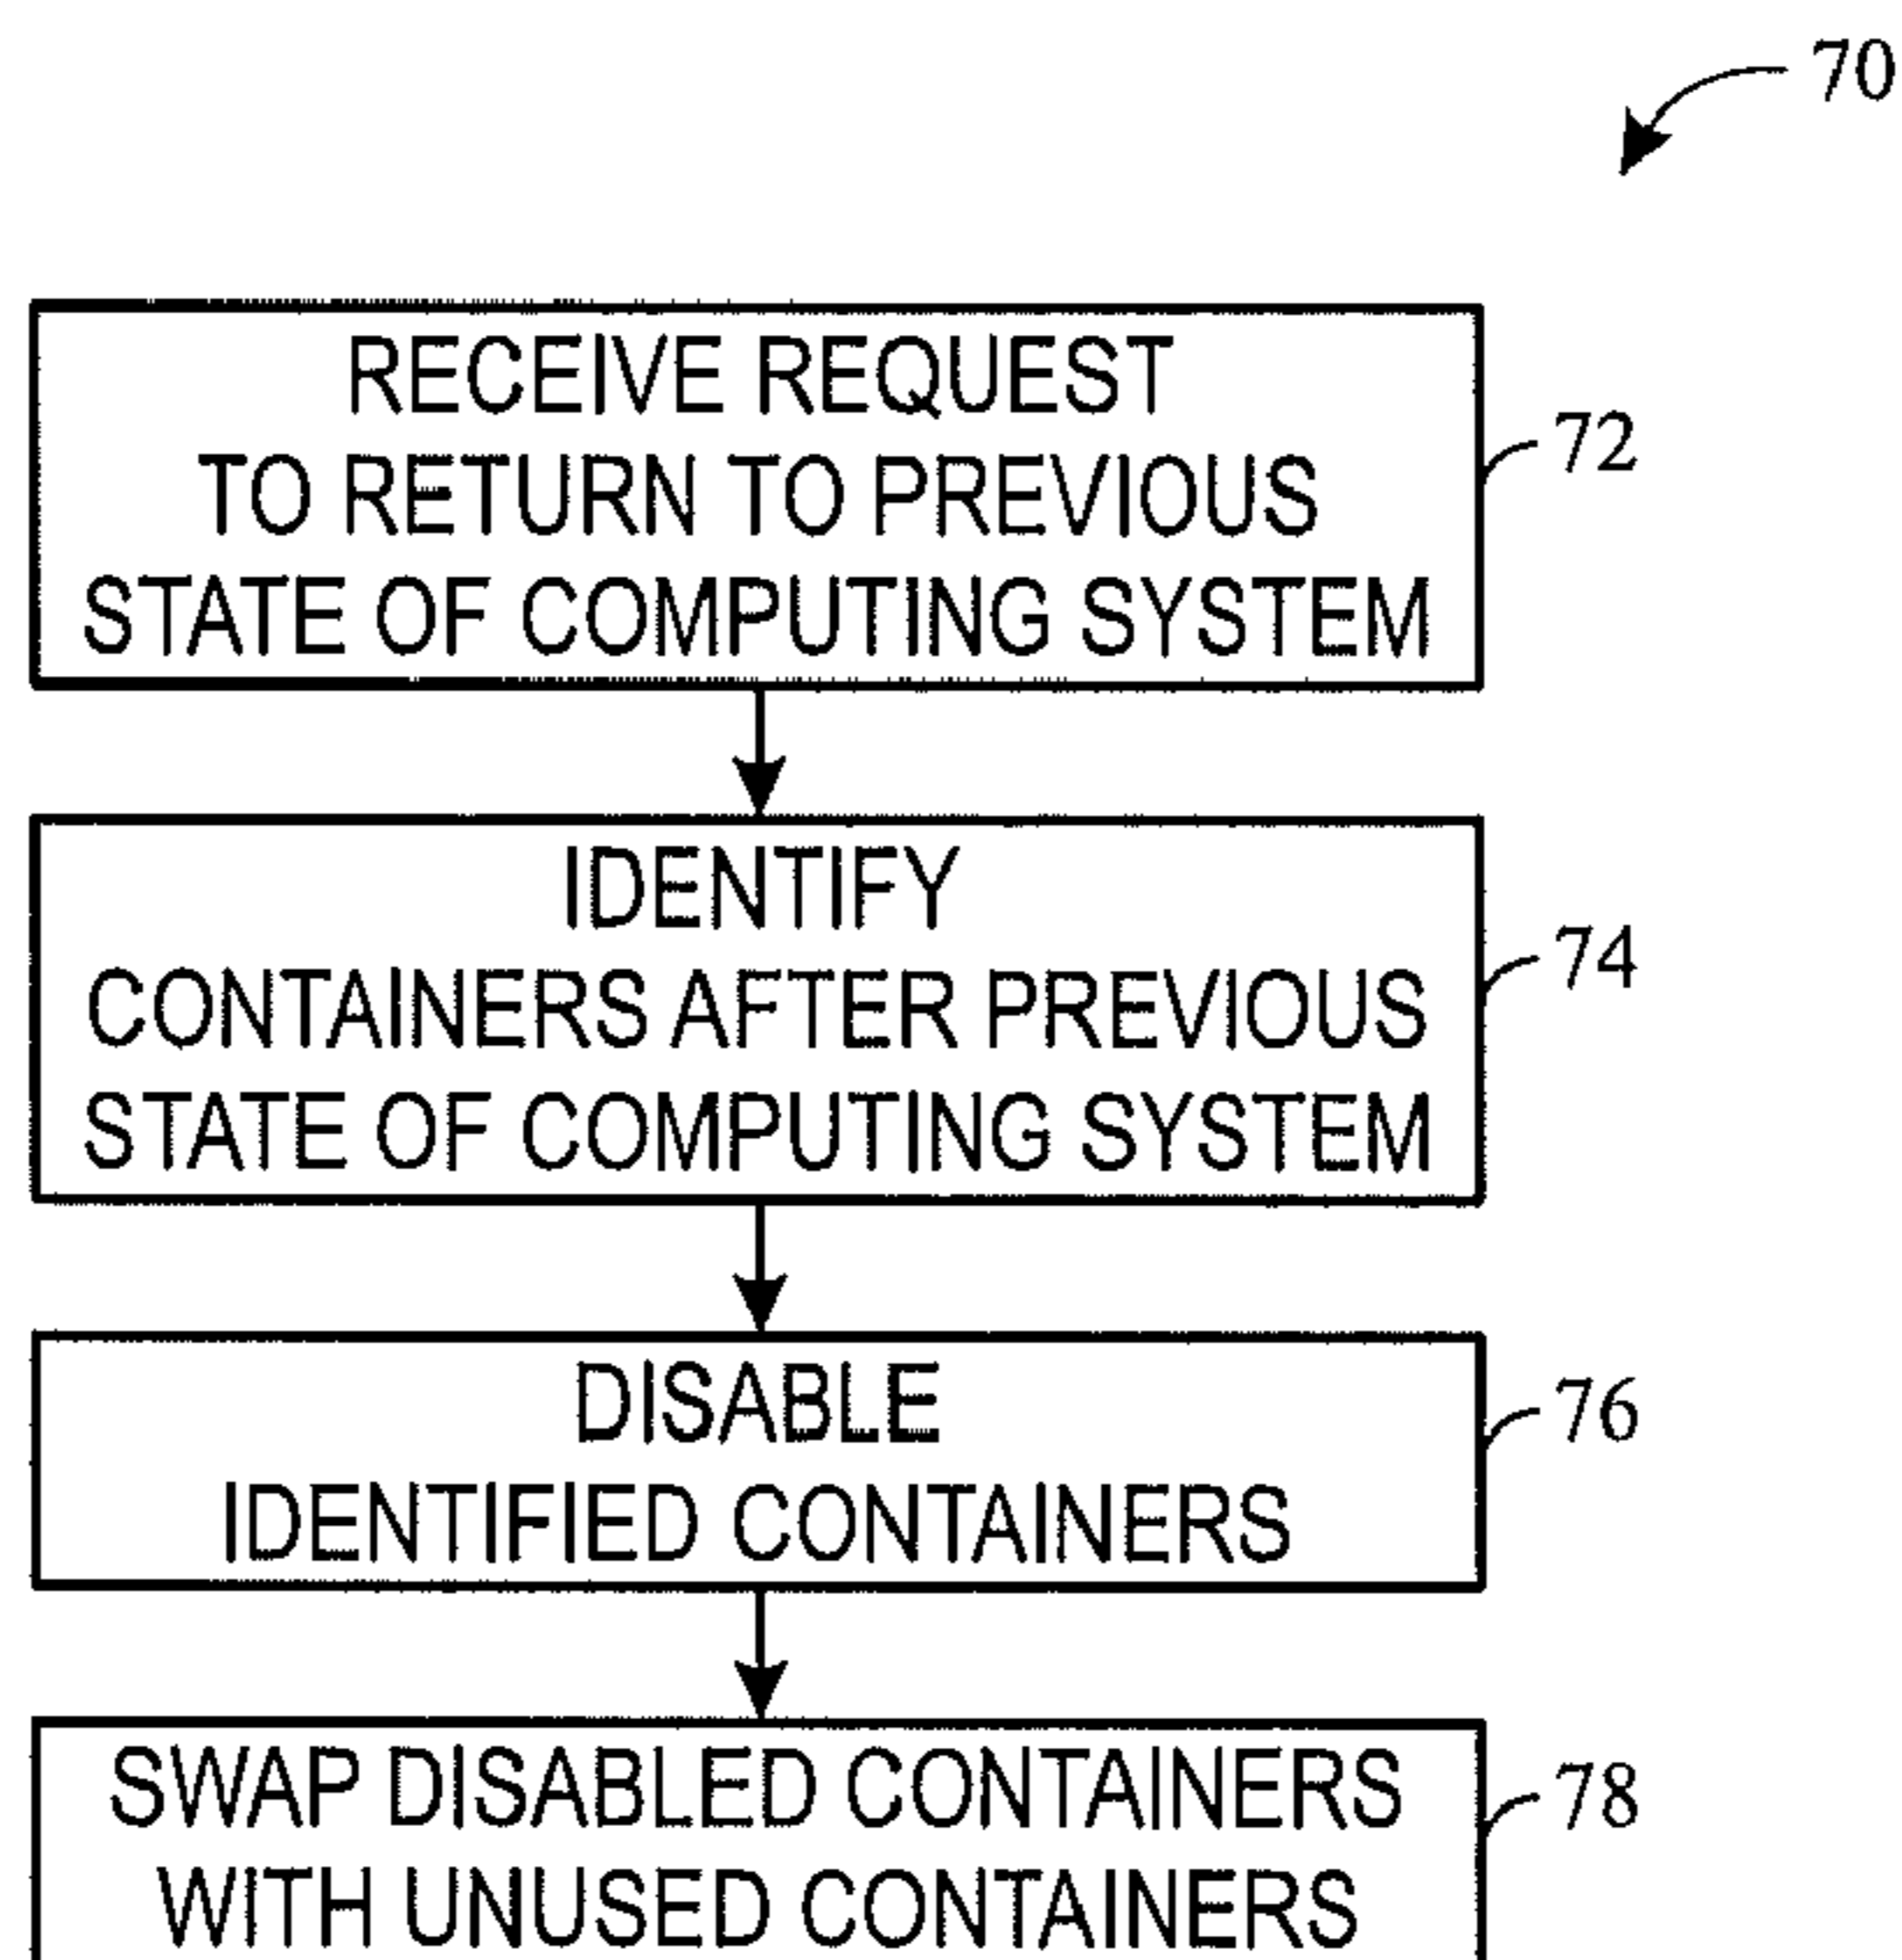 70
RECEIVE REQUEST
TO RETURN TO PREVIOUS
STATE OF COMPUTING SYSTEM
72
IDENTIFY
CONTAINERS AFTER PREVIOUS
STATE OF COMPUTING SYSTEM
74
DISABLE
IDENTIFIED CONTAINERS
76
SWAP DISABLED CONTAINERS
WITH UNUSED CONTAINERS
78